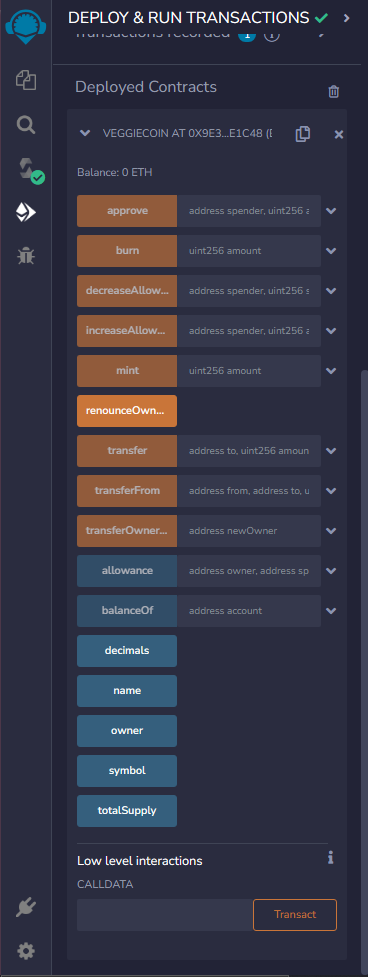 DEPLOY & RUN TRANSACTIONS
Transactions recorded 1 i
Deployed Contracts
VEGGIECOIN AT 0X9E3...E1C48 (
Balance: 0 ETH
approve address spender, uint256 a
burn uint256 amount
decreaseAllow... address spender, uint256 s
increaseAllow... address spender, uint256 a
mint uint256 amount
renounceOwn...
transfer address to, uint256 amoun
transferFrom address from, address to, u
transferOwner... address newOwner
allowance address owner, address sp
balanceOf address account
decimals
name
owner
symbol
totalSupply
Low level interactions i
CALLDATA
Transact